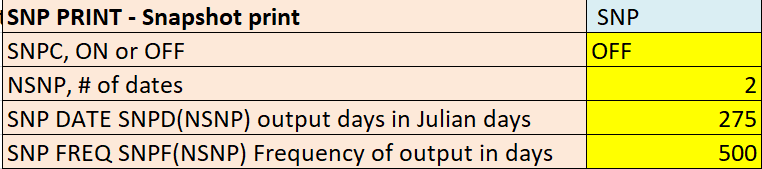 SNP PRINT - Snapshot print SNP
SNPC, ON or OFF OFF
NSNP, # of dates 2
SNP DATE SNPD(NSNP) output days in Julian days 275
SNP FREQ SNPF(NSNP) Frequency of output in days 500